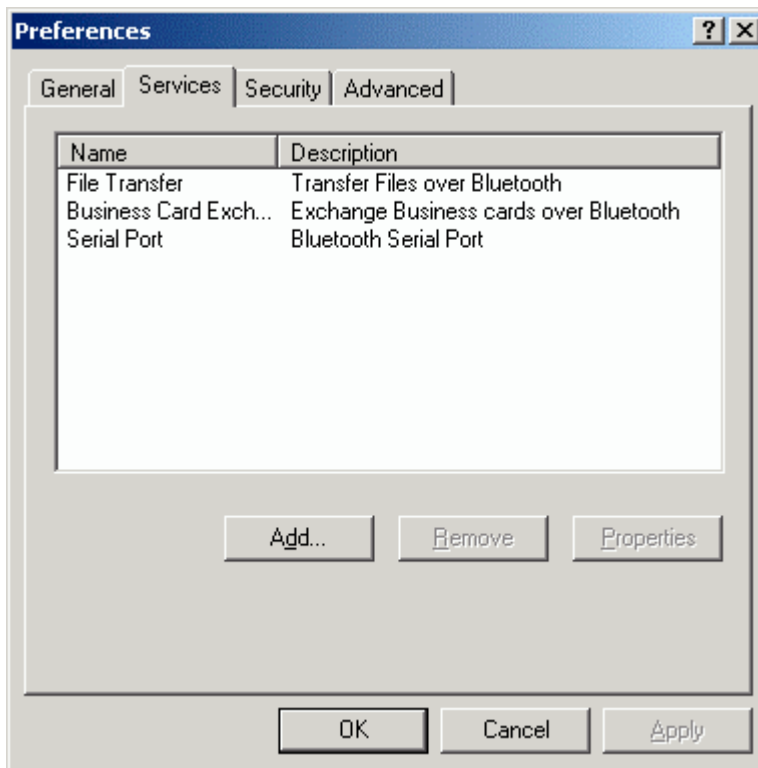 Preferences
General Services Security Advanced
Name Description
File Transfer Transfer Files over Bluetooth
Business Card Exch... Exchange Business cards over Bluetooth
Serial Port Bluetooth Serial Port
Add... Remove Properties
OK Cancel Apply